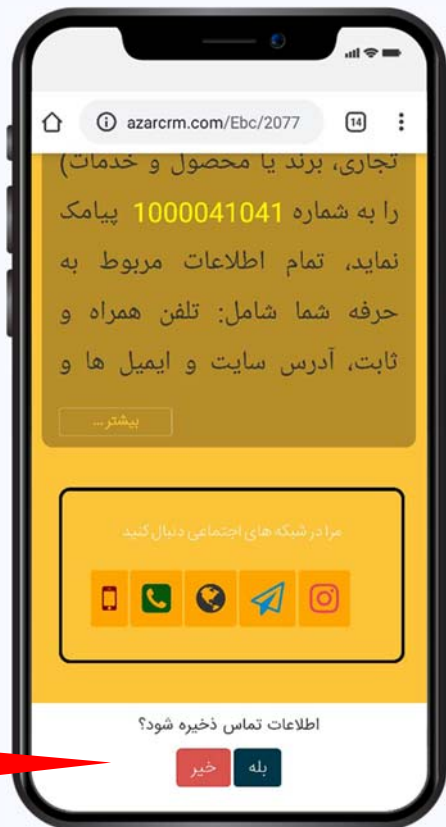 azarcrm.com/Ebc/2077
14
تجاری، برند یا محصول و خدمات)
را به شماره 1000041041 پیامک
نماید، تمام اطلاعات مربوط به
حرفه شما شامل: تلفن همراه و
ثابت، آدرس سایت و ایمیل ها و
بیشتر ...
مرا در شبکه های اجتماعی دنبال کنید
اطلاعات تماس ذخیره شود؟
بله خیر